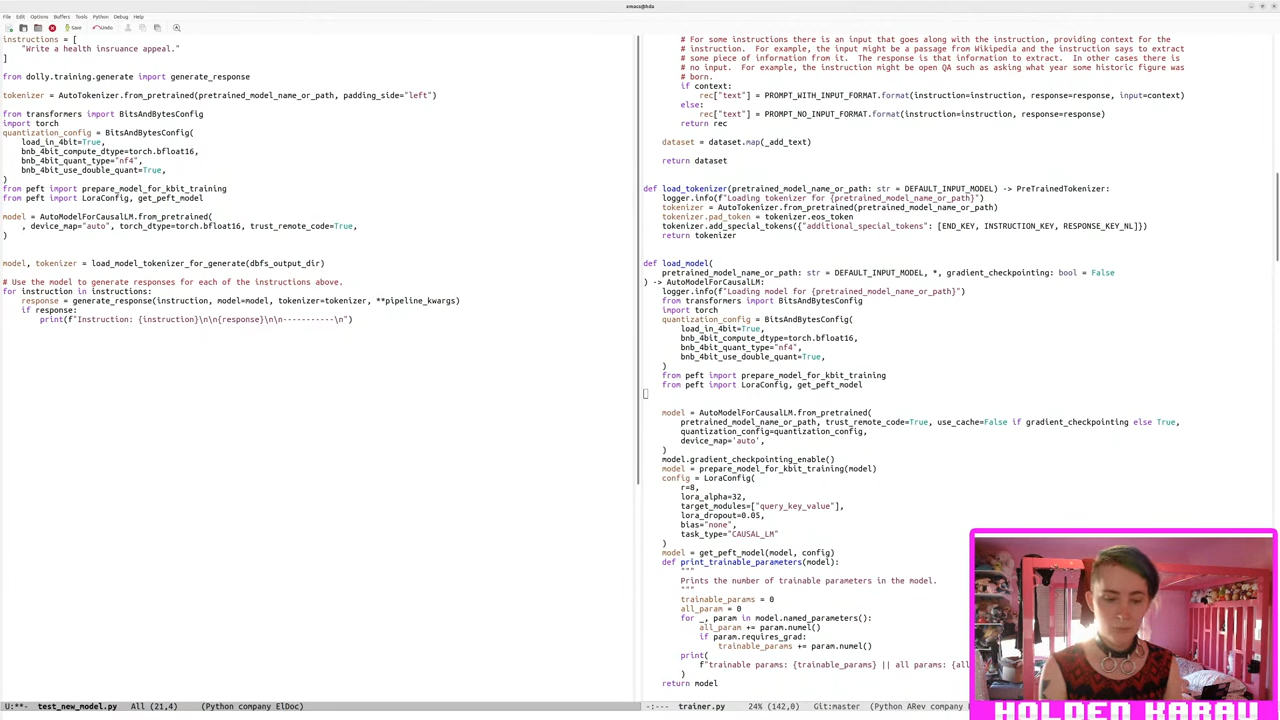 emacs@hda
File Edit Options Buffers Tools Python Debug Help
Save Undo
instructions = [
"Write a health insruance appeal."
]
from dolly.training.generate import generate_response
tokenizer = AutoTokenizer.from_pretrained(pretrained_model_name_or_path, padding_side="left")
from transformers import BitsAndBytesConfig
import torch
quantization_config = BitsAndBytesConfig(
load_in_4bit=True,
bnb_4bit_compute_dtype=torch.bfloat16,
bnb_4bit_quant_type="nf4",
bnb_4bit_use_double_quant=True,
)
from peft import prepare_model_for_kbit_training
from peft import LoraConfig, get_peft_model
model = AutoModelForCausalLM.from_pretrained(
, device_map="auto", torch_dtype=torch.bfloat16, trust_remote_code=True,
)
model, tokenizer = load_model_tokenizer_for_generate(dbfs_output_dir)
# Use the model to generate responses for each of the instructions above.
for instruction in instructions:
response = generate_response(instruction, model=model, tokenizer=tokenizer, **pipeline_kwargs)
if response:
print(f"Instruction: {instruction}\n\n{response}\n\n-----------\n")
U:**- test_new_model.py All (21,4) (Python company ElDoc)
# For some instructions there is an input that goes along with the instruction, providing context for the
# instruction. For example, the input might be a passage from Wikipedia and the instruction says to extract
# some piece of information from it. The response is that information to extract. In other cases there is
# no input. For example, the instruction might be open QA such as asking what year some historic figure was
# born.
if context:
rec["text"] = PROMPT_WITH_INPUT_FORMAT.format(instruction=instruction, response=response, input=context)
else:
rec["text"] = PROMPT_NO_INPUT_FORMAT.format(instruction=instruction, response=response)
return rec
dataset = dataset.map(_add_text)
return dataset
def load_tokenizer(pretrained_model_name_or_path: str = DEFAULT_INPUT_MODEL) -> PreTrainedTokenizer:
logger.info(f"Loading tokenizer for {pretrained_model_name_or_path}")
tokenizer = AutoTokenizer.from_pretrained(pretrained_model_name_or_path)
tokenizer.pad_token = tokenizer.eos_token
tokenizer.add_special_tokens({"additional_special_tokens": [END_KEY, INSTRUCTION_KEY, RESPONSE_KEY_NL]})
return tokenizer
def load_model(
pretrained_model_name_or_path: str = DEFAULT_INPUT_MODEL, *, gradient_checkpointing: bool = False
) -> AutoModelForCausalLM:
logger.info(f"Loading model for {pretrained_model_name_or_path}")
from transformers import BitsAndBytesConfig
import torch
quantization_config = BitsAndBytesConfig(
load_in_4bit=True,
bnb_4bit_compute_dtype=torch.bfloat16,
bnb_4bit_quant_type="nf4",
bnb_4bit_use_double_quant=True,
)
from peft import prepare_model_for_kbit_training
from peft import LoraConfig, get_peft_model
model = AutoModelForCausalLM.from_pretrained(
pretrained_model_name_or_path, trust_remote_code=True, use_cache=False if gradient_checkpointing else True,
quantization_config=quantization_config,
device_map='auto',
)
model.gradient_checkpointing_enable()
model = prepare_model_for_kbit_training(model)
config = LoraConfig(
r=8,
lora_alpha=32,
target_modules=["query_key_value"],
lora_dropout=0.05,
bias="none",
task_type="CAUSAL_LM"
)
model = get_peft_model(model, config)
def print_trainable_parameters(model):
"""
Prints the number of trainable parameters in the model.
"""
trainable_params = 0
all_param = 0
for _, param in model.named_parameters():
all_param += param.numel()
if param.requires_grad:
trainable_params += param.numel()
print(
f"trainable params: {trainable_params} || all params: {all
)
return model
-:--- trainer.py 24% (142,0) Git:master (Python ARev company
HOLDEN KARAU